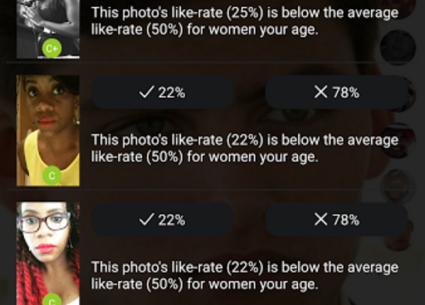 This photo's like-rate (25%) is below the average
like-rate (50%) for women your age.
C+
✓ 22%
✕ 78%
This photo's like-rate (22%) is below the average
like-rate (50%) for women your age.
C
✓ 22%
✕ 78%
This photo's like-rate (22%) is below the average
like-rate (50%) for women your age.
C